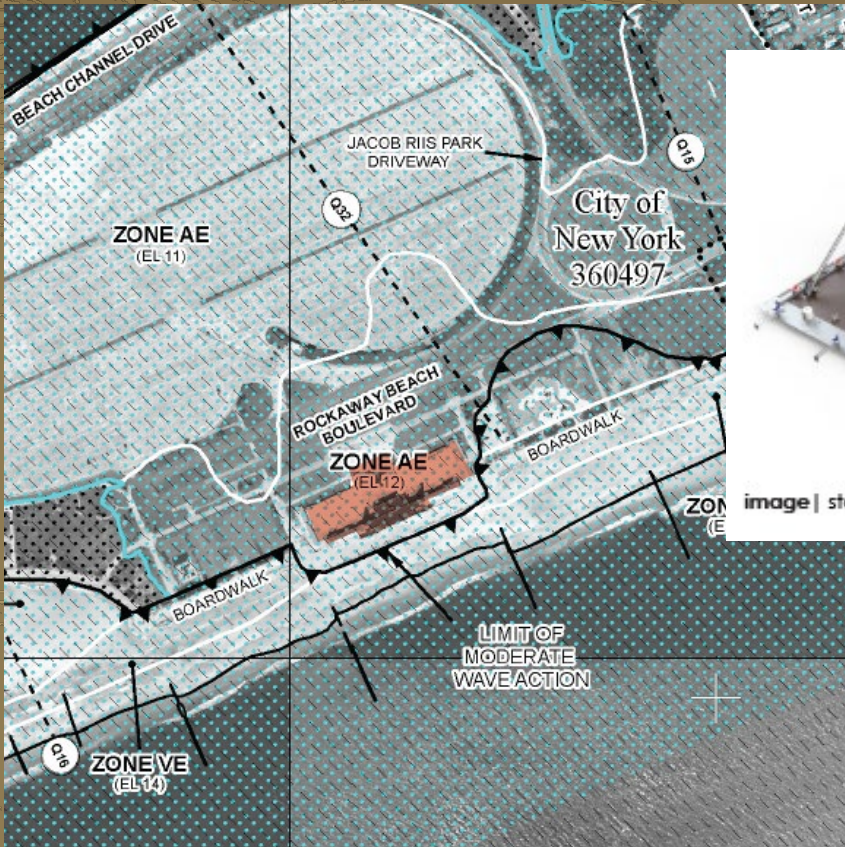 BEACH CHANNEL DRIVE
JACOB RIIS PARK
DRIVEWAY
Q15
Q32
City of
New York
360497
ZONE AE
(EL 11)
ROCKAWAY BEACH
BOULEVARD
BOARDWALK
ZONE AE
(EL 12)
image |
BOARDWALK
LIMIT OF
MODERATE
WAVE ACTION
Q16
ZONE VE
(EL 14)